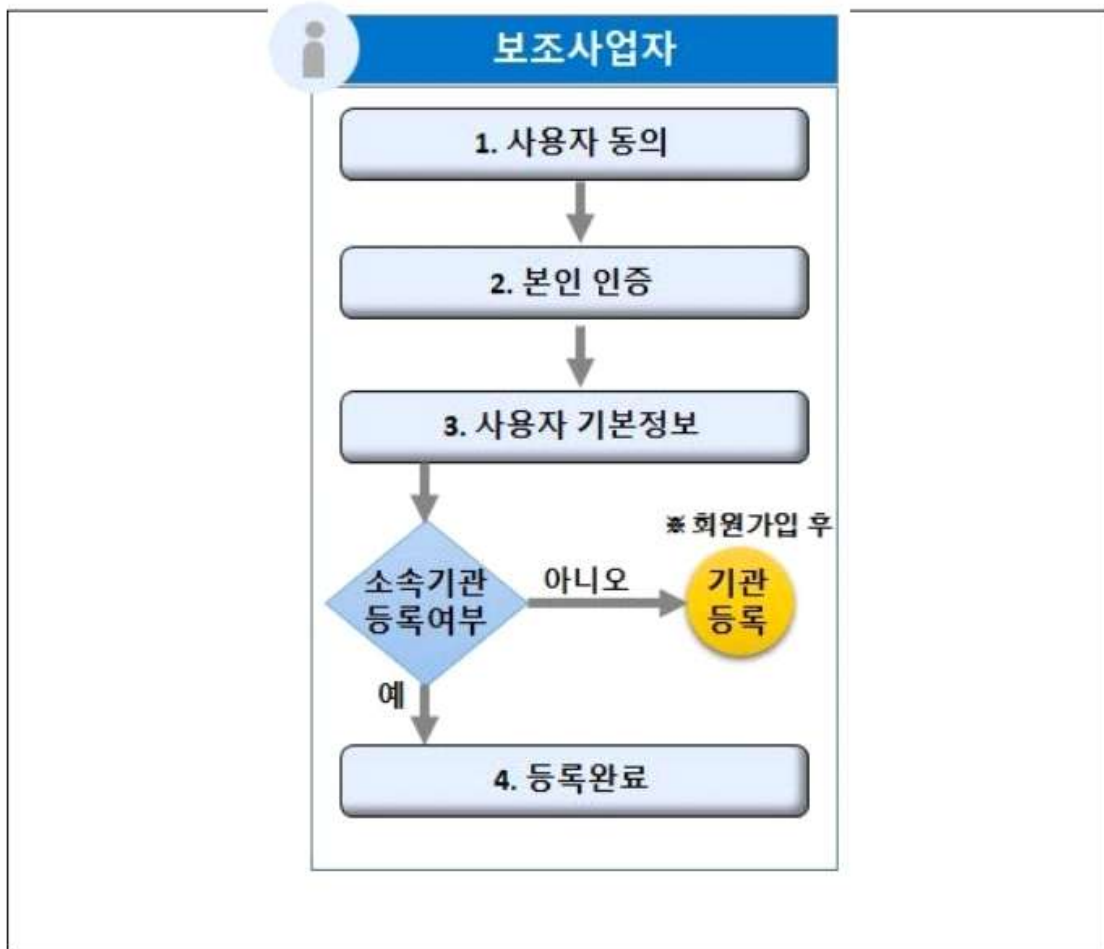 보조사업자
1. 사용자 동의
2. 본인 인증
3. 사용자 기본정보
※ 회원가입 후
소속기관
등록여부
아니오
기관
등록
예
4. 등록완료